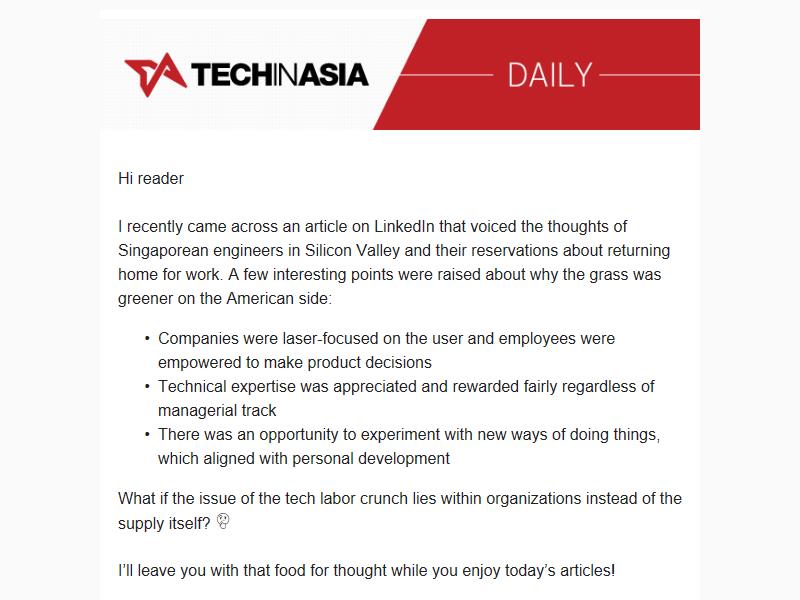 TECHINASIA DAILY
Hi reader
I recently came across an article on LinkedIn that voiced the thoughts of
Singaporean engineers in Silicon Valley and their reservations about returning
home for work. A few interesting points were raised about why the grass was
greener on the American side:
• Companies were laser-focused on the user and employees were
empowered to make product decisions
• Technical expertise was appreciated and rewarded fairly regardless of
managerial track
• There was an opportunity to experiment with new ways of doing things,
which aligned with personal development
What if the issue of the tech labor crunch lies within organizations instead of the
supply itself?
I’ll leave you with that food for thought while you enjoy today’s articles!